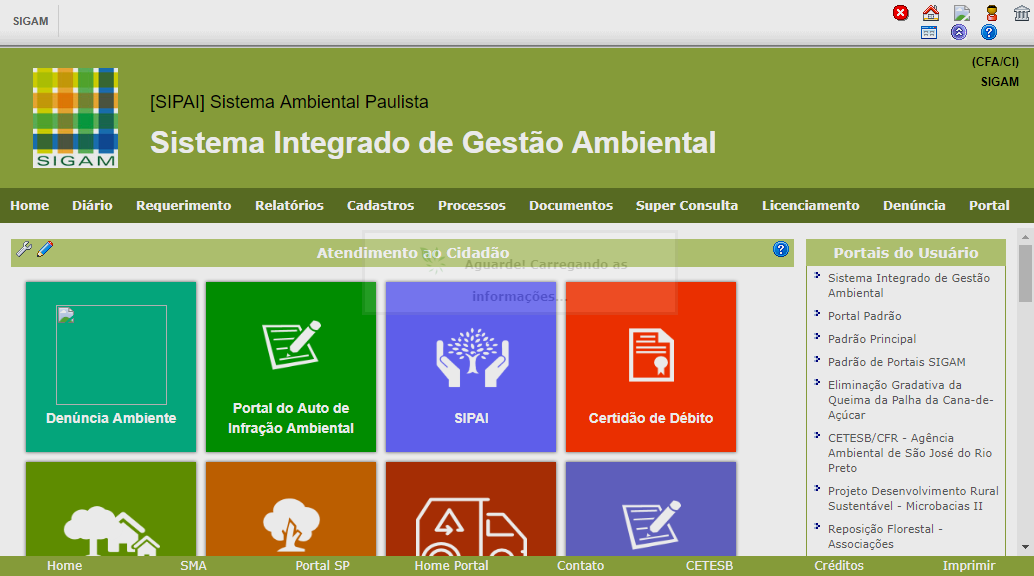 SIGAM
(CFA/CI)
SIGAM
[SIPAI] Sistema Ambiental Paulista
Sistema Integrado de Gestão Ambiental
SIGAM
Home Diário Requerimento Relatórios Cadastros Processos Documentos Super Consulta Licenciamento Denúncia Portal
Atendimento ao Cidadão
Aguarde! Carregando as
informações...
Denúncia Ambiente
Portal do Auto de
Infração Ambiental
SIPAI
Certidão de Débito
Portais do Usuário
Sistema Integrado de Gestão
Ambiental
Portal Padrão
Padrão Principal
Padrão de Portais SIGAM
Eliminação Gradativa da
Queima da Palha da Cana-de-
Açúcar
CETESB/CFR - Agência
Ambiental de São José do Rio
Preto
Projeto Desenvolvimento Rural
Sustentável - Microbacias II
Reposição Florestal -
Associações
Home SMA Portal SP Home Portal Contato CETESB Créditos Imprimir